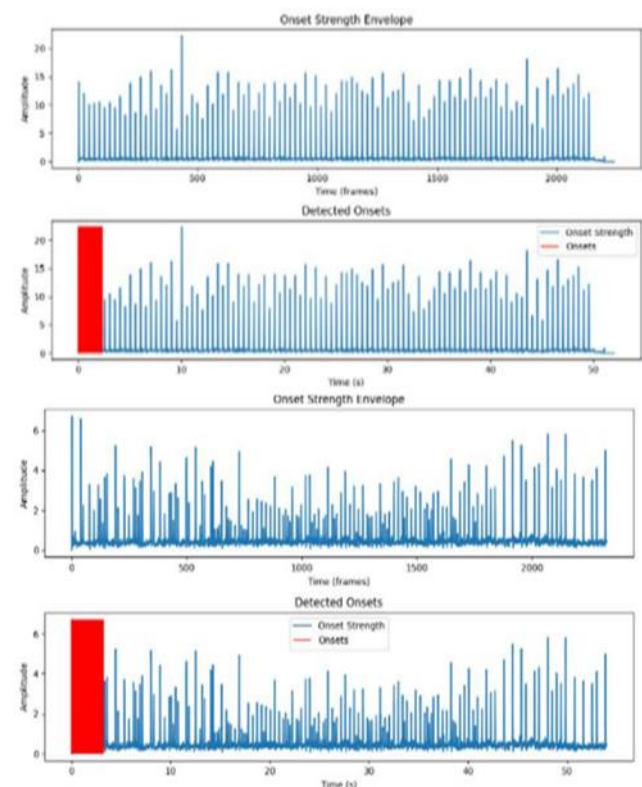 Onset Strength Envelope
Amplitude
20
15
10
5
0
0 500 1000 1500 2000
Time (frames)
Detected Onsets
Amplitude
20
15
10
5
0
Onset Strength
Onsets
0 10 20 30 40 50
Time (s)
Onset Strength Envelope
Amplitude
6
4
2
0
0 500 1000 1500 2000
Time (frames)
Detected Onsets
Amplitude
6
4
2
0
Onset Strength
Onsets
0 10 20 30 40 50
Time (s)